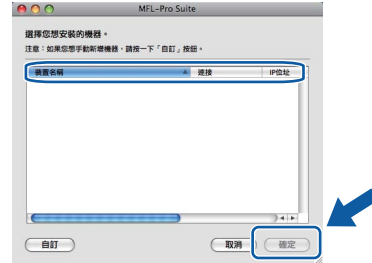 MFL-Pro Suite
選擇您想安裝的機器。
注意：如果您想手動新增機器，請按一下「自訂」按鈕。
裝置名稱 連接 IP位址
自訂 取消 確定